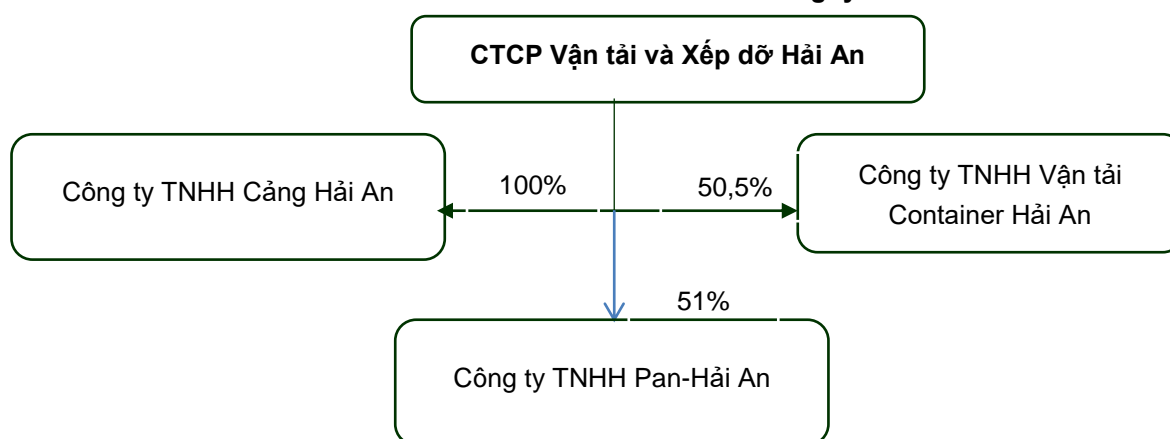 CTCP Vận tải và Xếp dỡ Hải An
Công ty TNHH Cảng Hải An
100%
50,5%
Công ty TNHH Vận tải
Container Hải An
51%
Công ty TNHH Pan-Hải An